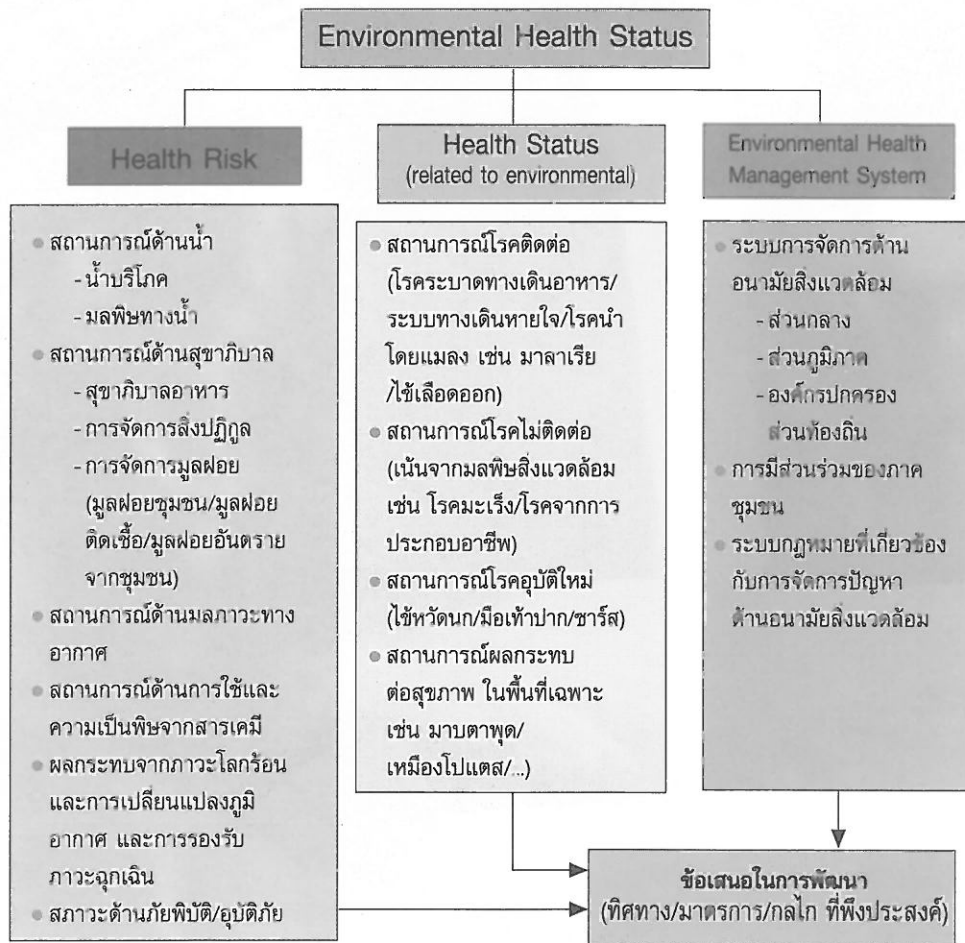 Environmental Health Status
Health Risk
สถานการณ์ด้านน้ำ
- น้ำบริโภค
- มลพิษทางน้ำ
สถานการณ์ด้านสุขาภิบาล
- สุขาภิบาลอาหาร
- การจัดการสิ่งปฏิกูล
- การจัดการมูลฝอย
(มูลฝอยชุมชน/มูลฝอย
ติดเชื้อ/มูลฝอยอันตราย
จากชุมชน)
สถานการณ์ด้านมลภาวะทาง
อากาศ
สถานการณ์ด้านการใช้และ
ความเป็นพิษจากสารเคมี
ผลกระทบจากภาวะโลกร้อน
และการเปลี่ยนแปลงภูมิ
อากาศ และการรองรับ
ภาวะฉุกเฉิน
สภาวะด้านภัยพิบัติ/อุบัติภัย
Health Status
(related to environmental)
สถานการณ์โรคติดต่อ
(โรคระบาดทางเดินอาหาร/
ระบบทางเดินหายใจ/โรคนำ
โดยแมลง เช่น มาลาเรีย
/ไข้เลือดออก)
สถานการณ์โรคไม่ติดต่อ
(เน้นจากมลพิษสิ่งแวดล้อม
เช่น โรคมะเร็ง/โรคจากการ
ประกอบอาชีพ)
สถานการณ์โรคอุบัติใหม่
(ไข้หวัดนก/มือเท้าปาก/ซาร์ส)
สถานการณ์ผลกระทบ
ต่อสุขภาพ ในพื้นที่เฉพาะ
เช่น มาบตาพุด/
เหมืองโปแตส/...)
Environmental Health
Management System
ระบบการจัดการด้าน
อนามัยสิ่งแวดล้อม
- ส่วนกลาง
- ส่วนภูมิภาค
- องค์กรปกครอง
ส่วนท้องถิ่น
การมีส่วนร่วมของภาค
ชุมชน
ระบบกฎหมายที่เกี่ยวข้อง
กับการจัดการปัญหา
ด้านอนามัยสิ่งแวดล้อม
ข้อเสนอในการพัฒนา
(ทิศทาง/มาตรการ/กลไก ที่พึงประสงค์)